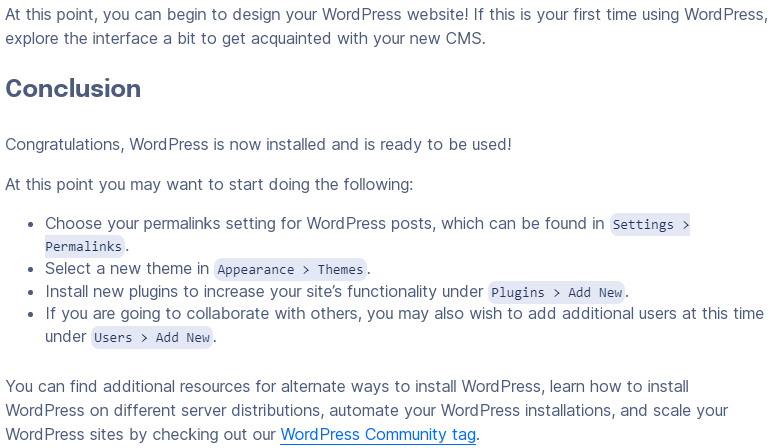 At this point, you can begin to design your WordPress website! If this is your first time using WordPress,
explore the interface a bit to get acquainted with your new CMS.
Conclusion
Congratulations, WordPress is now installed and is ready to be used!
At this point you may want to start doing the following:
• Choose your permalinks setting for WordPress posts, which can be found in Settings >
Permalinks.
• Select a new theme in Appearance > Themes.
• Install new plugins to increase your site’s functionality under Plugins > Add New.
• If you are going to collaborate with others, you may also wish to add additional users at this time
under Users > Add New.
You can find additional resources for alternate ways to install WordPress, learn how to install
WordPress on different server distributions, automate your WordPress installations, and scale your
WordPress sites by checking out our WordPress Community tag.